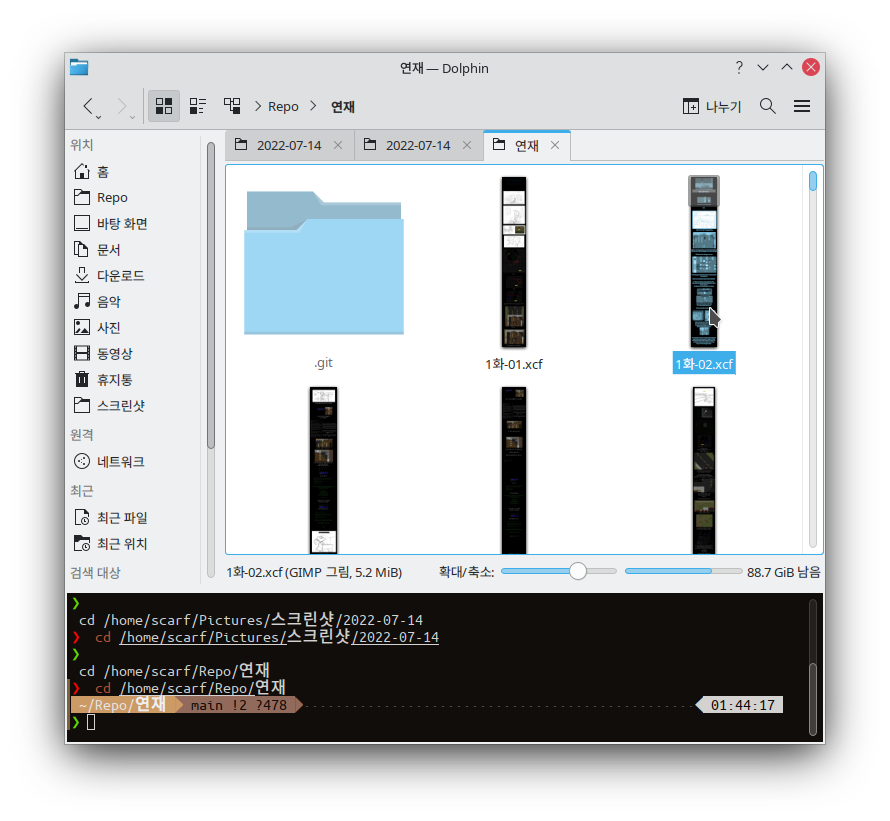 연재 — Dolphin
Repo
연재
나누기
위치
홈
Repo
바탕 화면
문서
다운로드
음악
사진
동영상
휴지통
스크린샷
원격
네트워크
최근
최근 파일
최근 위치
검색 대상
2022-07-14
2022-07-14
연재
.git
1화-01.xcf
1화-02.xcf
1화-02.xcf (GIMP 그림, 5.2 MiB)
확대/축소:
88.7 GiB 남음
❯
cd /home/scarf/Pictures/스크린샷/2022-07-14
❯ cd /home/scarf/Pictures/스크린샷/2022-07-14
❯
cd /home/scarf/Repo/연재
❯ cd /home/scarf/Repo/연재
~/Repo/연재 main !2 ?478 01:44:17
❯